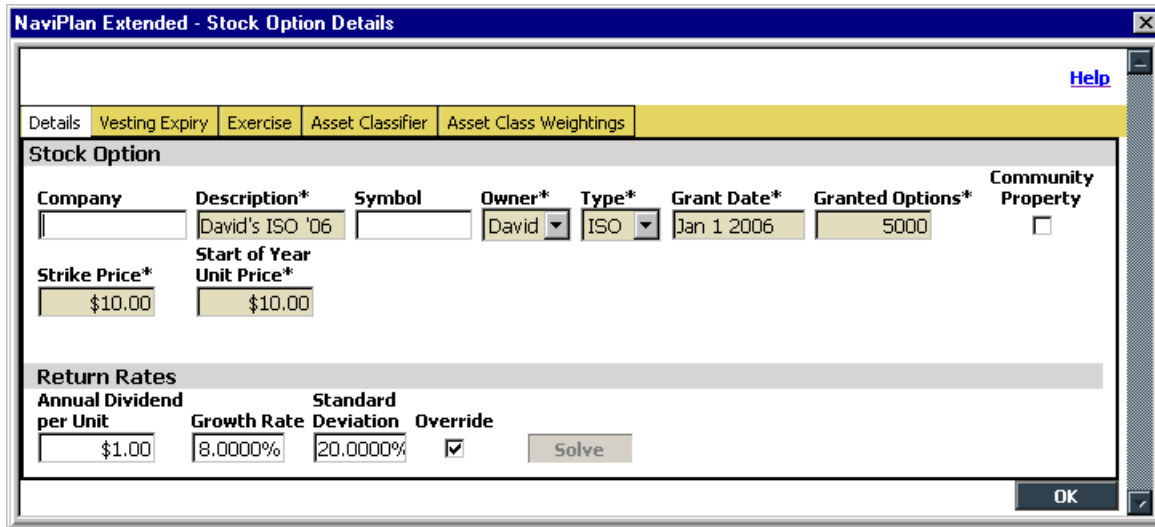 NaviPlan Extended - Stock Option Details
Help
Details Vesting Expiry Exercise Asset Classifier Asset Class Weightings
Stock Option
Community
Company Description* Symbol Owner* Type* Grant Date* Granted Options* Property
David's ISO '06 David ISO Jan 1 2006 5000
Start of Year
Strike Price* Unit Price*
$10.00 $10.00
Return Rates
Annual Dividend Standard
per Unit Growth Rate Deviation Override
$1.00 8.0000% 20.0000% Solve
OK